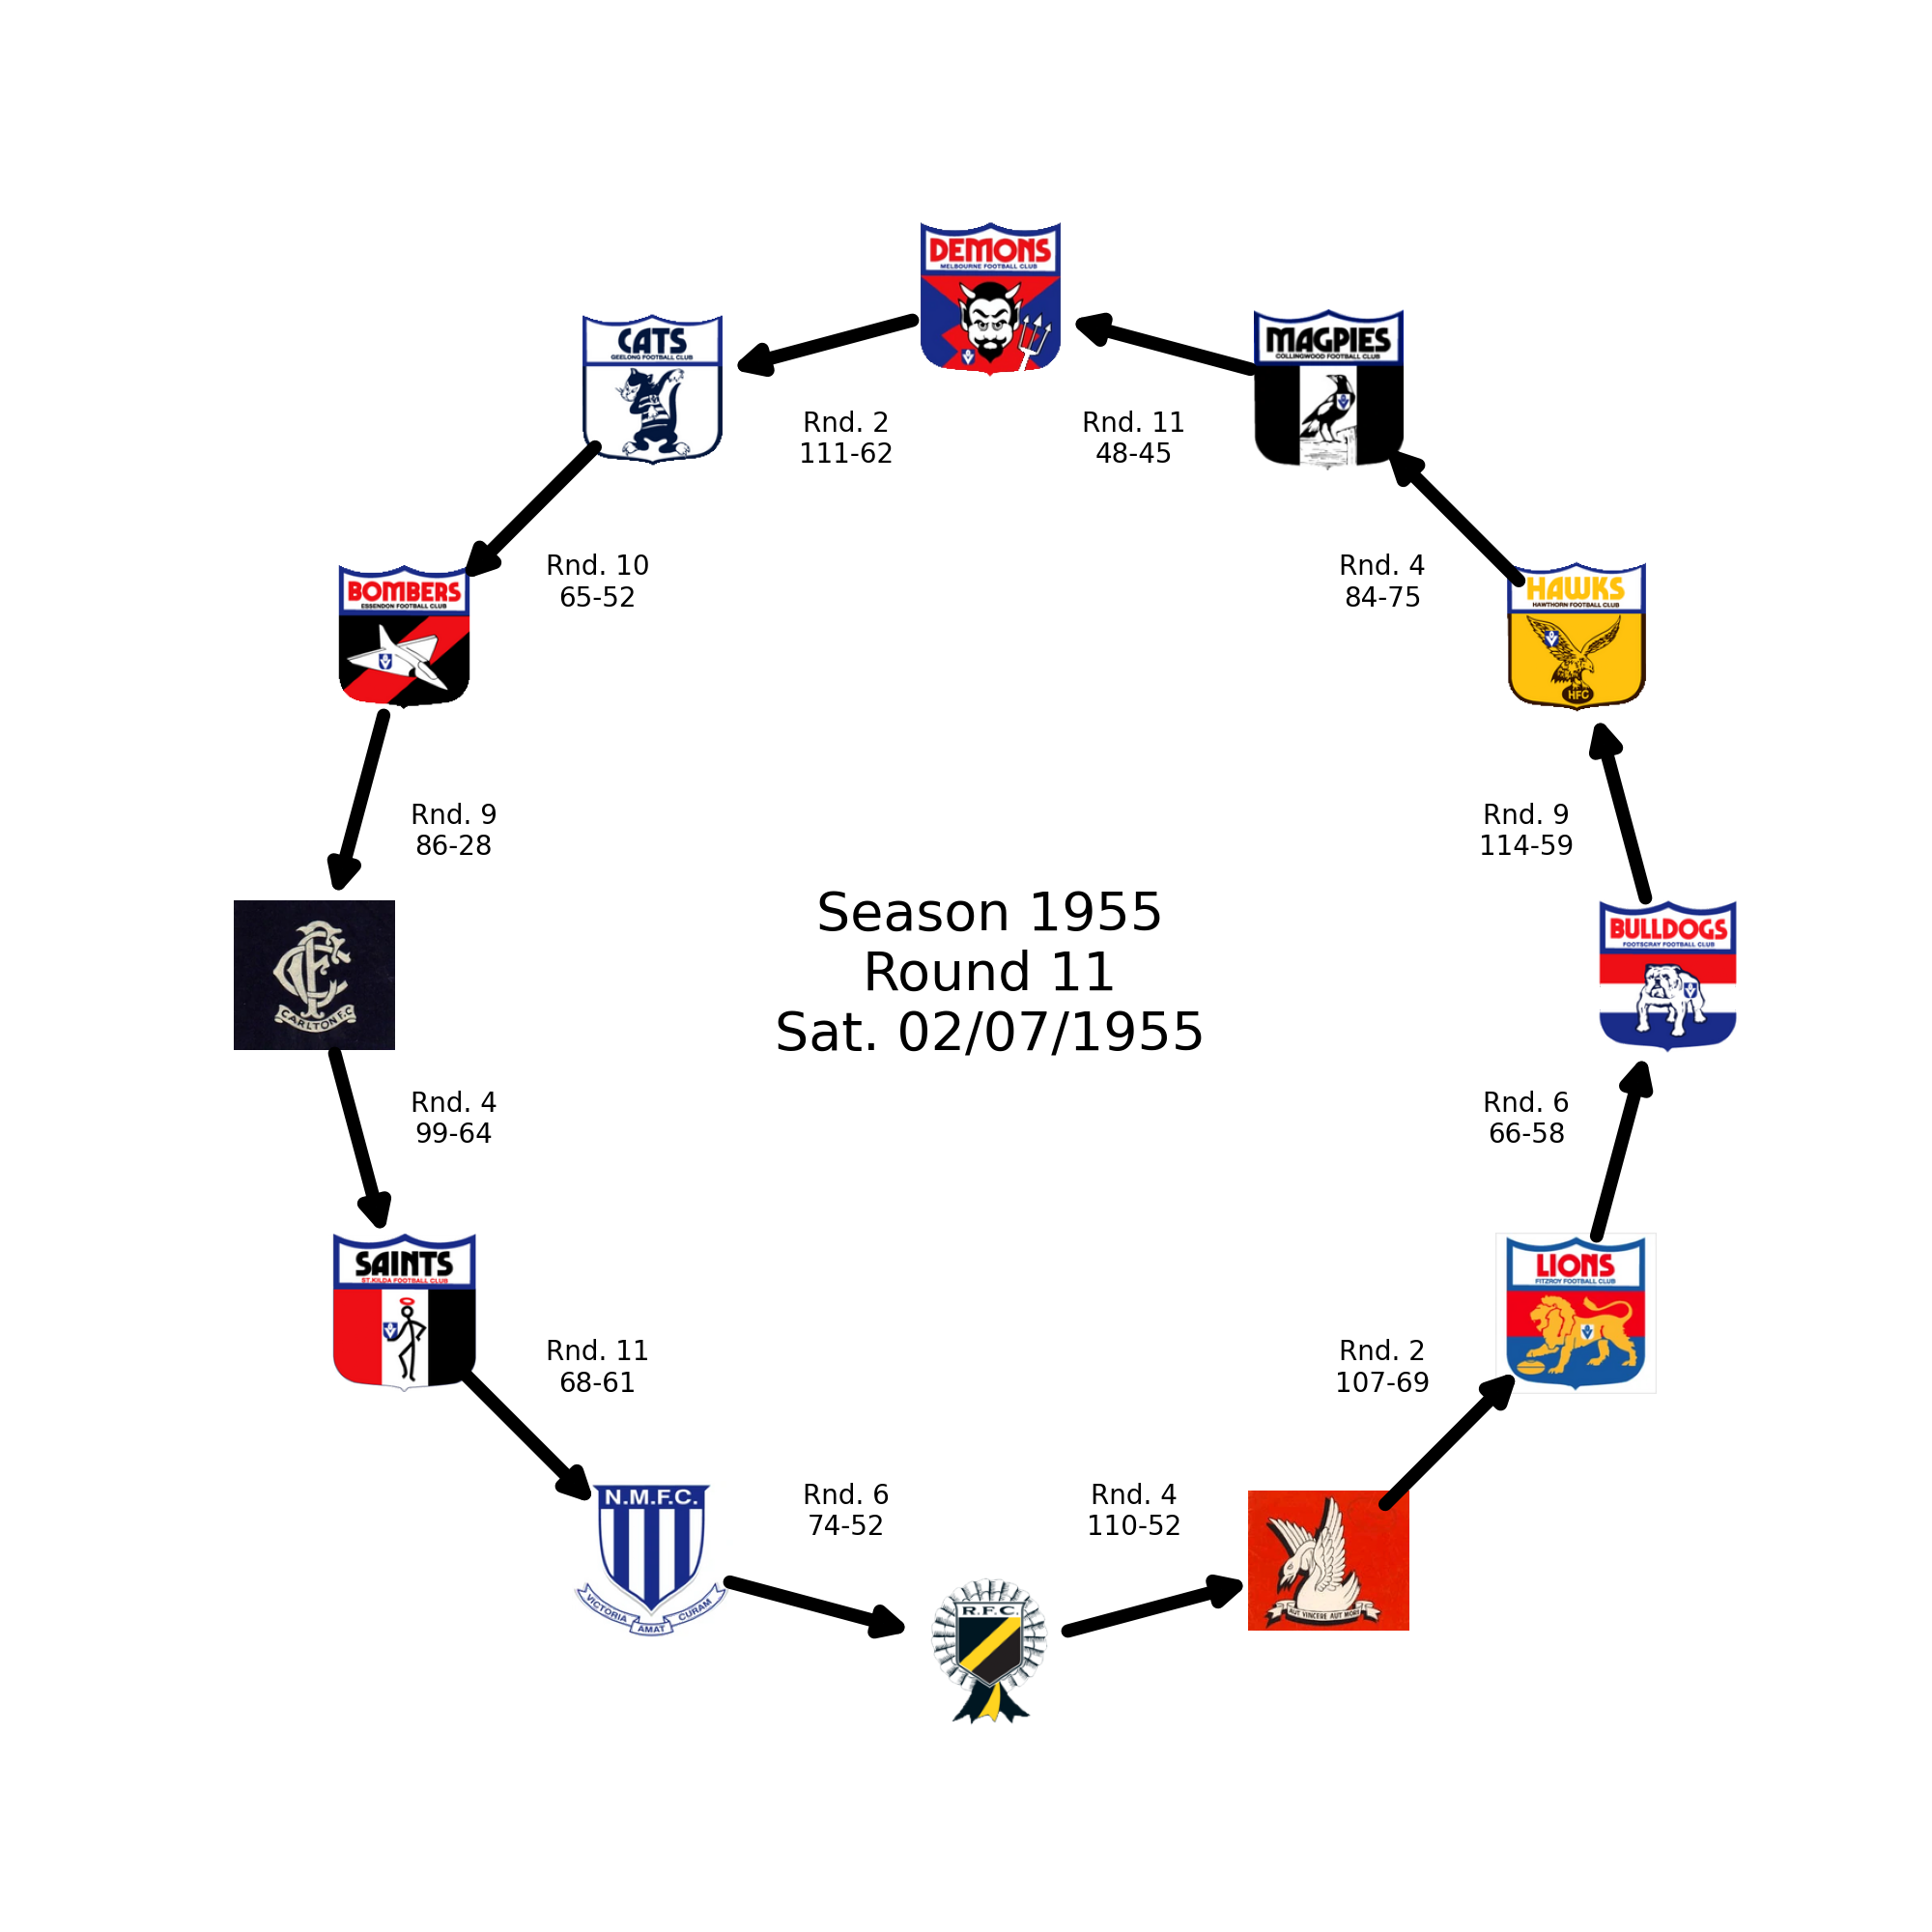 DEMONS
MELBOURNE FOOTBALL CLUB
CATS
GEELONG FOOTBALL CLUB
MAGPIES
COLLINGWOOD FOOTBALL CLUB
Rnd. 2
111-62
Rnd. 11
48-45
Rnd. 10
65-52
Rnd. 4
84-75
BOMBERS
ESSENDON FOOTBALL CLUB
HAWKS
HAWTHORN FOOTBALL CLUB
HFC
Rnd. 9
86-28
Rnd. 9
114-59
Season 1955
Round 11
Sat. 02/07/1955
CFC
CARLTON F.C
BULLDOGS
FOOTSCRAY FOOTBALL CLUB
Rnd. 4
99-64
Rnd. 6
66-58
SAINTS
ST.KILDA FOOTBALL CLUB
LIONS
FITZROY FOOTBALL CLUB
Rnd. 11
68-61
Rnd. 2
107-69
Rnd. 6
74-52
Rnd. 4
110-52
N.M.F.C.
VICTORIA AMAT CURAM
R.F.C.
AUT VINCERE AUT MORI